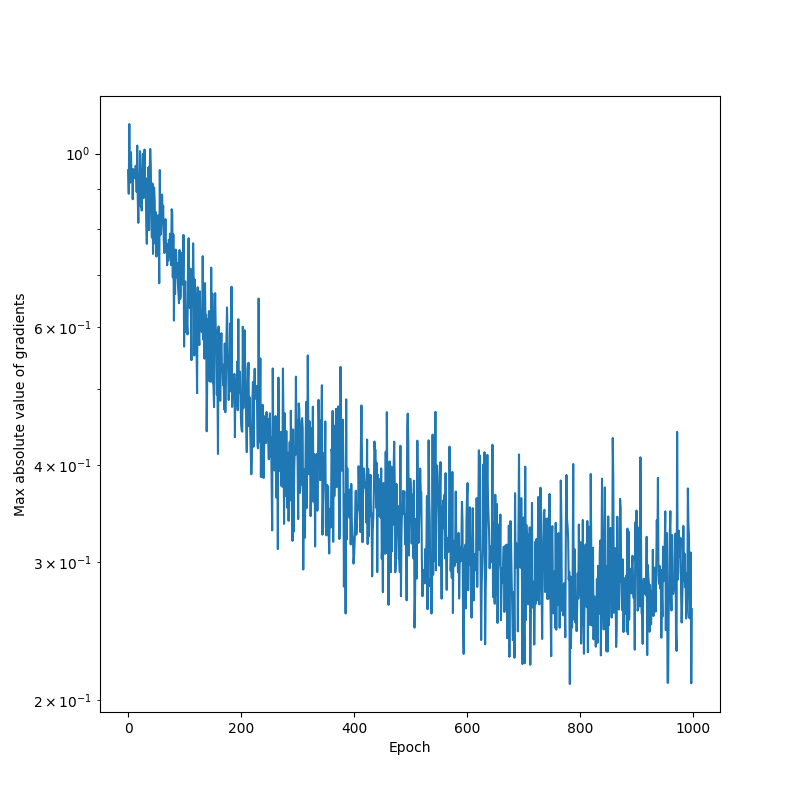 Max absolute value of gradients
10⁰
6 × 10⁻¹
4 × 10⁻¹
3 × 10⁻¹
2 × 10⁻¹
0 200 400 600 800 1000
Epoch